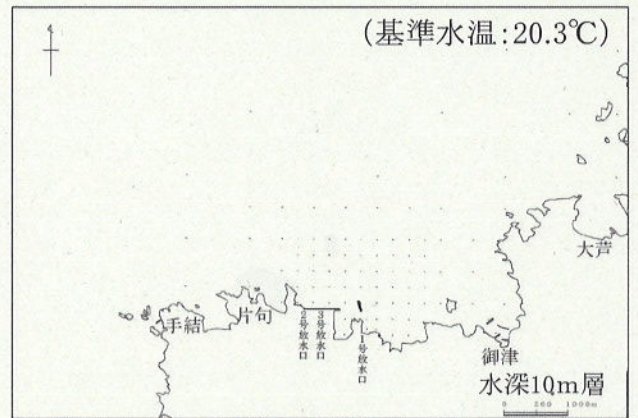 (基準水温:20.3℃)
大芦
手結
片句
2号放水口
3号放水口
1号放水口
御津
水深10m層
0 500 1000m